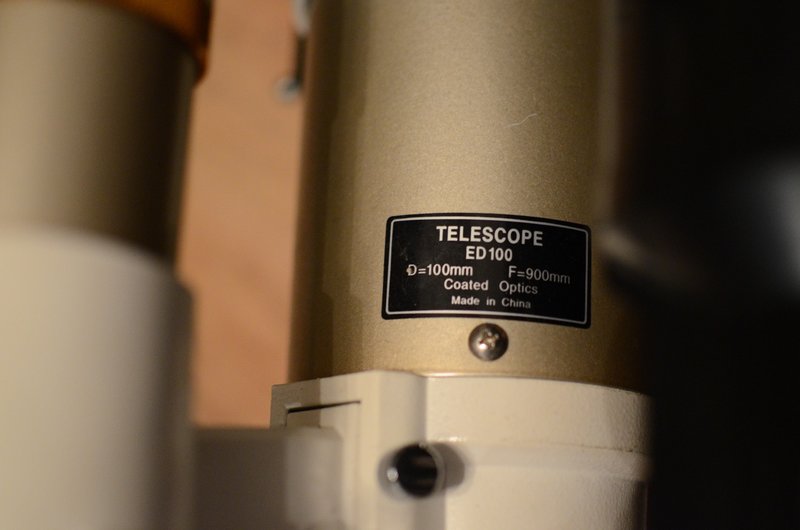 TELESCOPE
ED100
D=100mm F=900mm
Coated Optics
Made in China